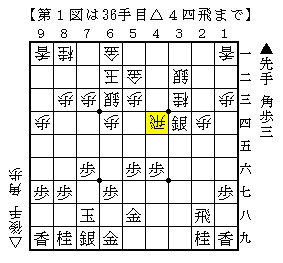 【第１図は36手目△４四飛まで】
9 8 7 6 5 4 3 2 1
香 桂 金 香 一
玉 金 銀 二
歩 歩 銀 歩 桂 歩 三
歩 歩 飛 銀 歩 四
五
歩 歩 歩 六
歩 歩 歩 歩 七
玉 金 飛 八
香 桂 銀 金 桂 香 九
▲先手 角歩三
△後手 角歩